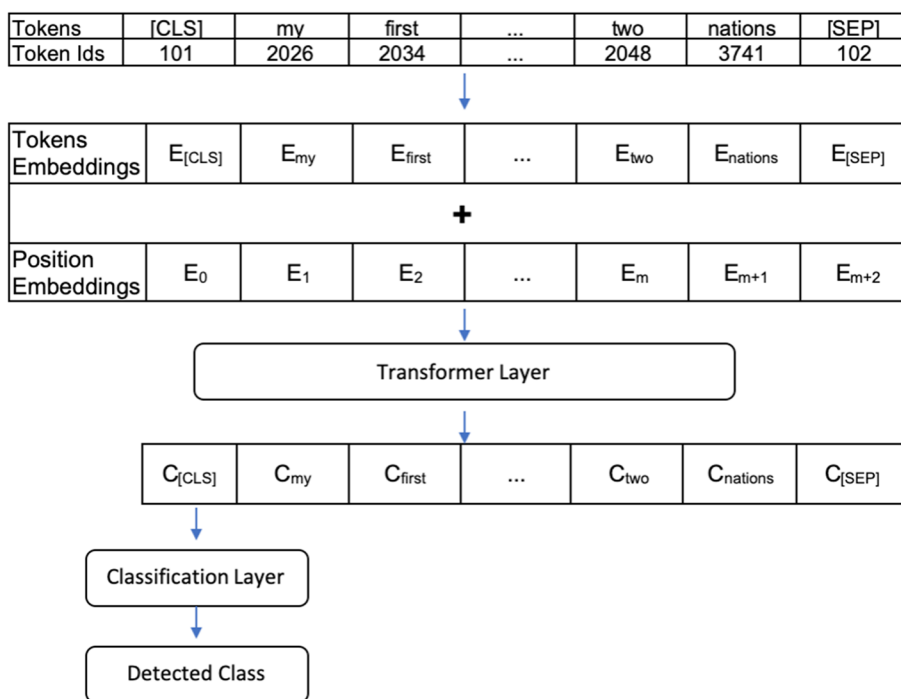 Tokens [CLS] my first ... two nations [SEP]
Token Ids 101 2026 2034 ... 2048 3741 102
Tokens
Embeddings E[CLS] Emy Efirst ... Etwo Enations E[SEP]
+
Position
Embeddings E0 E1 E2 ... Em Em+1 Em+2
Transformer Layer
C[CLS] Cmy Cfirst ... Ctwo Cnations C[SEP]
Classification Layer
Detected Class